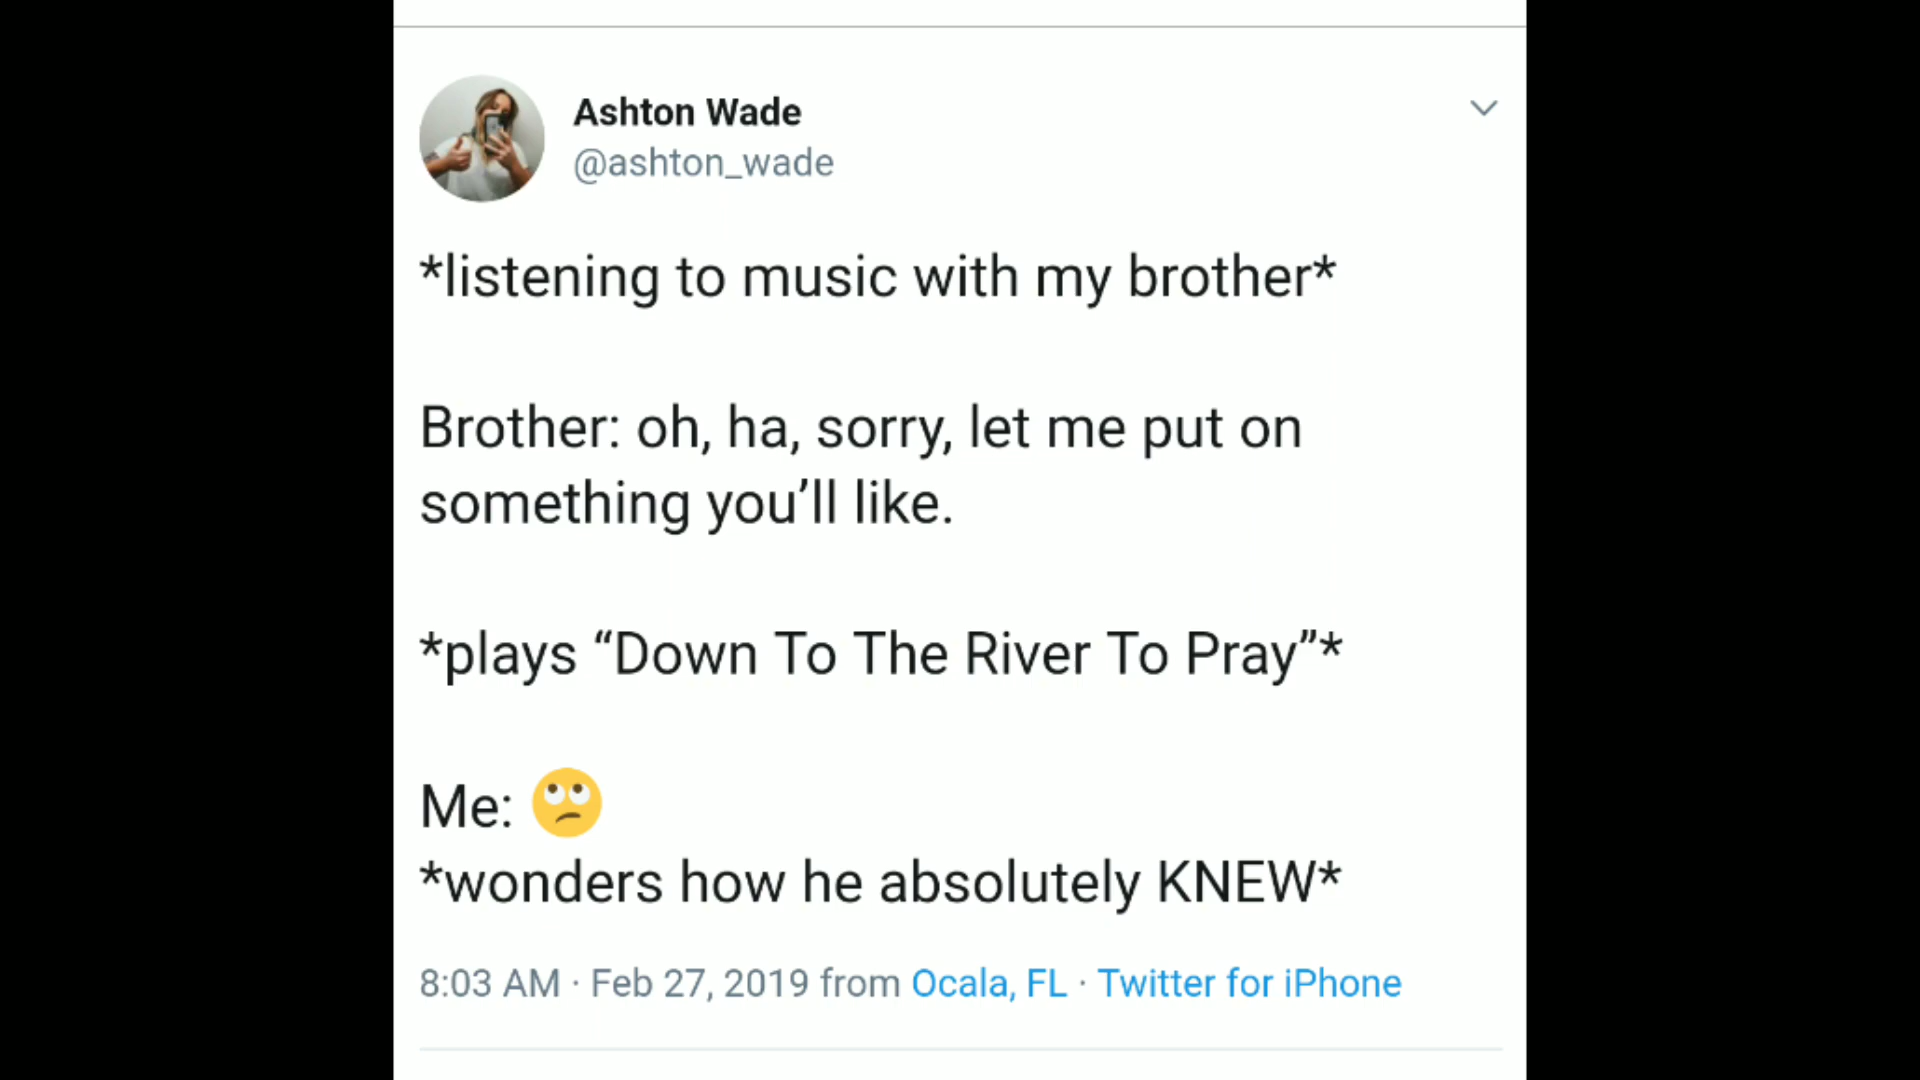 Ashton Wade
@ashton_wade
*listening to music with my brother*
Brother: oh, ha, sorry, let me put on
something you’ll like.
*plays “Down To The River To Pray”*
Me: 🙄
*wonders how he absolutely KNEW*
8:03 AM · Feb 27, 2019 from Ocala, FL · Twitter for iPhone